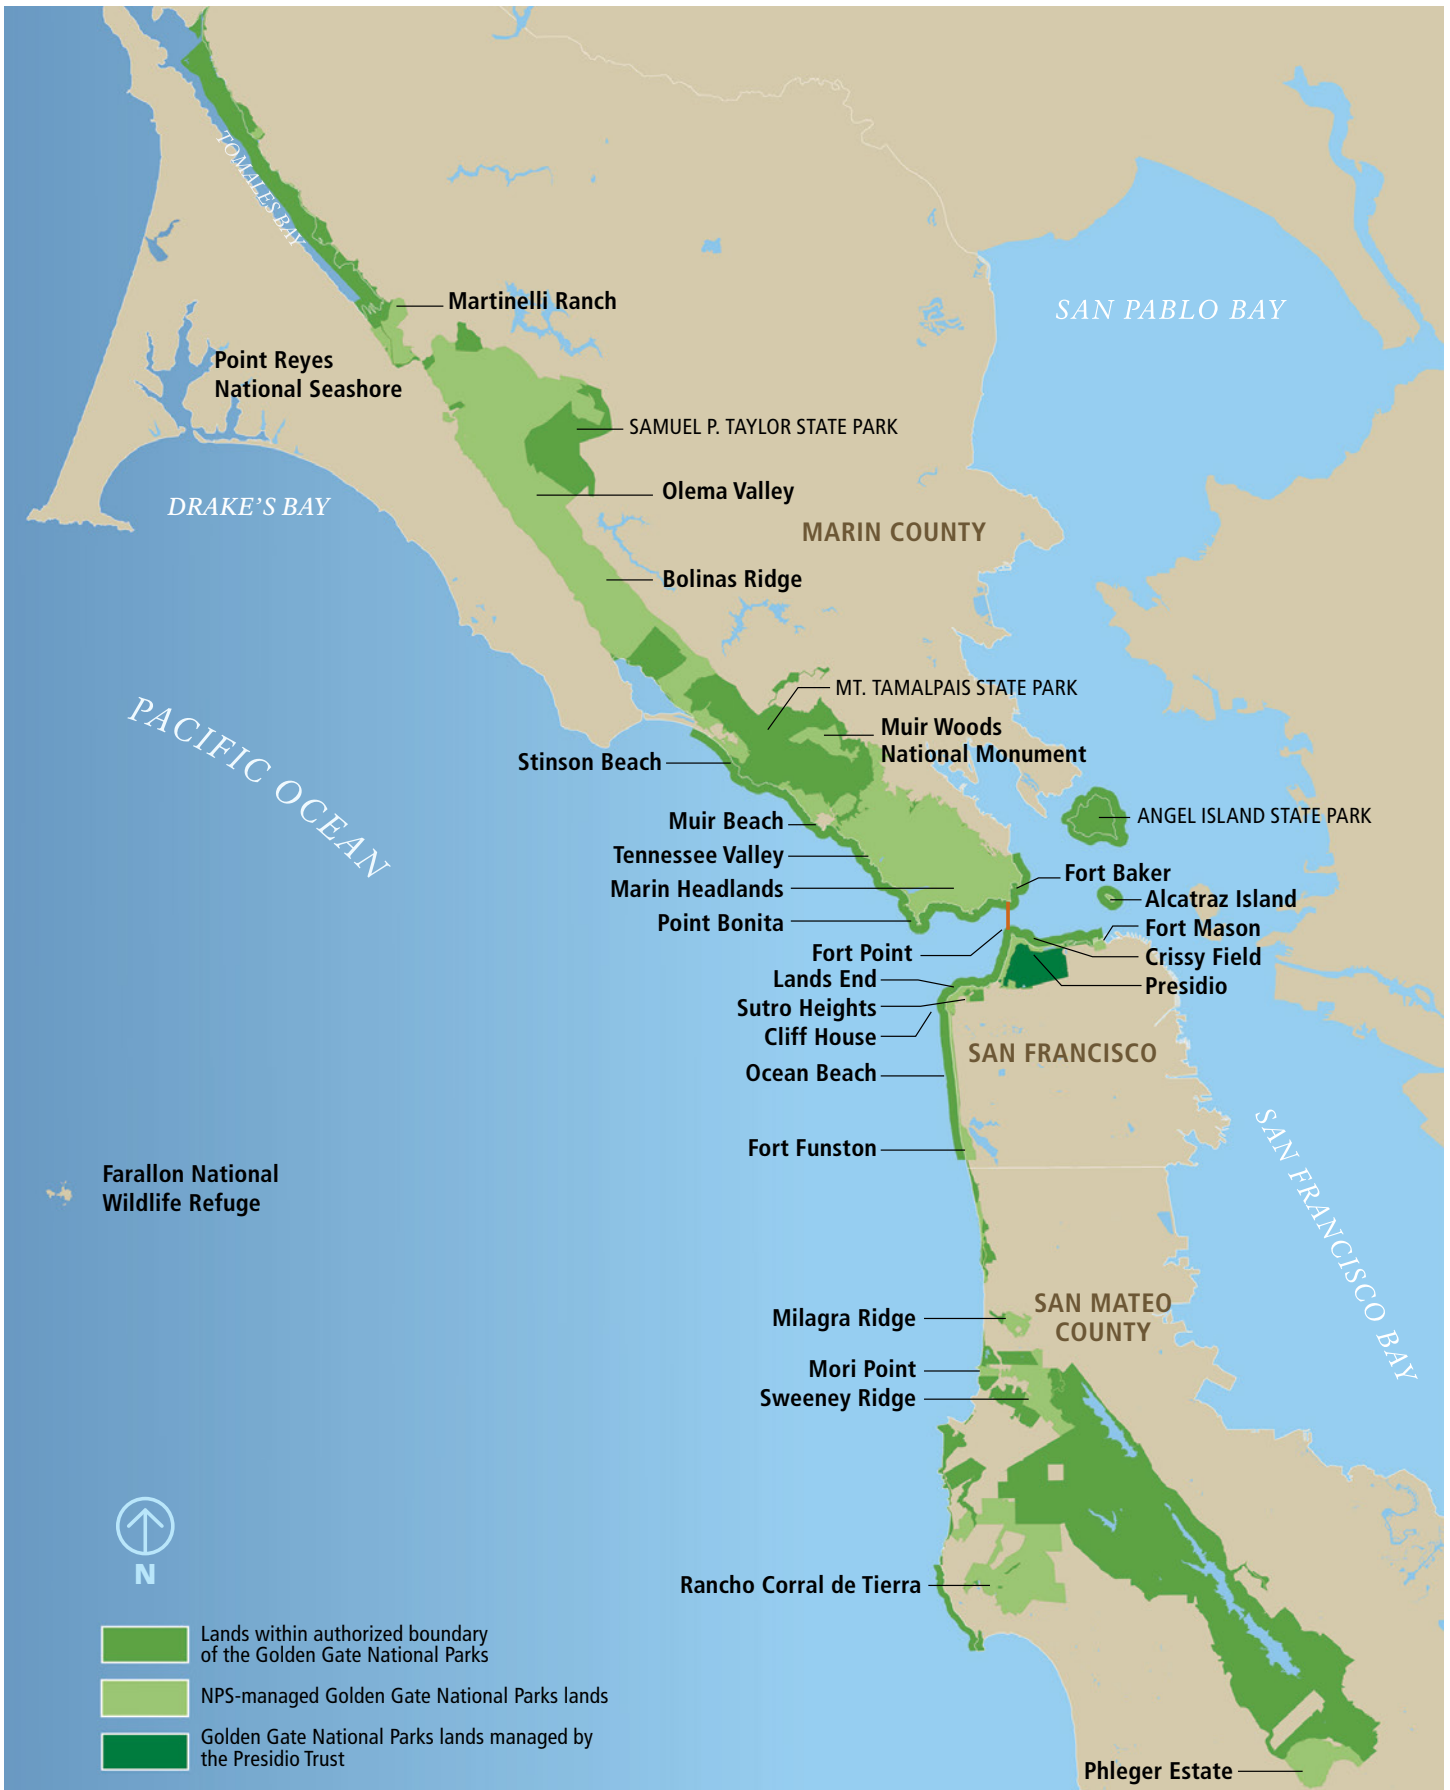 TOMALES BAY
Martinelli Ranch
SAN PABLO BAY
Point Reyes
National Seashore
SAMUEL P. TAYLOR STATE PARK
Olema Valley
DRAKE’S BAY
MARIN COUNTY
Bolinas Ridge
MT. TAMALPAIS STATE PARK
PACIFIC OCEAN
Muir Woods
National Monument
Stinson Beach
Muir Beach
ANGEL ISLAND STATE PARK
Tennessee Valley
Fort Baker
Marin Headlands
Alcatraz Island
Point Bonita
Fort Mason
Fort Point
Crissy Field
Lands End
Presidio
Sutro Heights
Cliff House
SAN FRANCISCO
Ocean Beach
Fort Funston
SAN FRANCISCO BAY
Farallon National
Wildlife Refuge
SAN MATEO
COUNTY
Milagra Ridge
Mori Point
Sweeney Ridge
N
Rancho Corral de Tierra
Lands within authorized boundary
of the Golden Gate National Parks
NPS-managed Golden Gate National Parks lands
Golden Gate National Parks lands managed by
the Presidio Trust
Phleger Estate